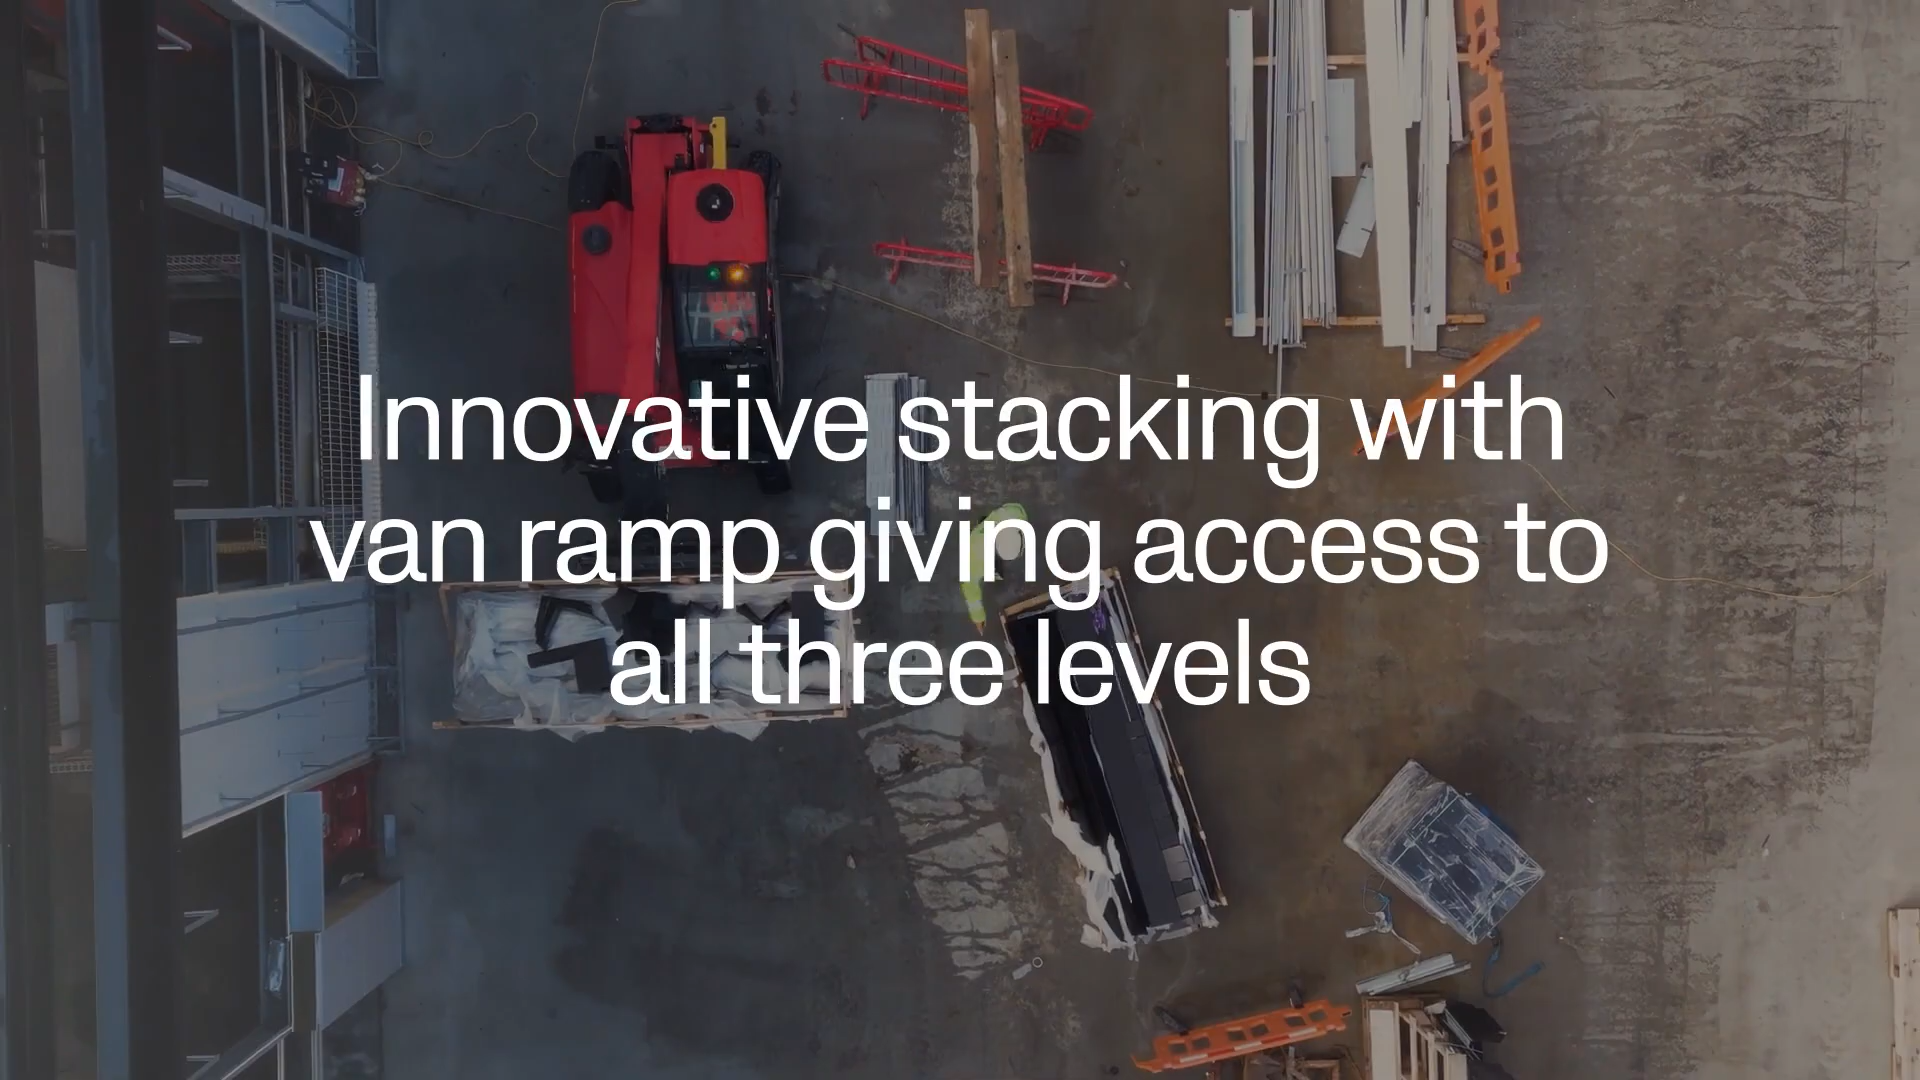 Innovative stacking with
van ramp giving access to
all three levels